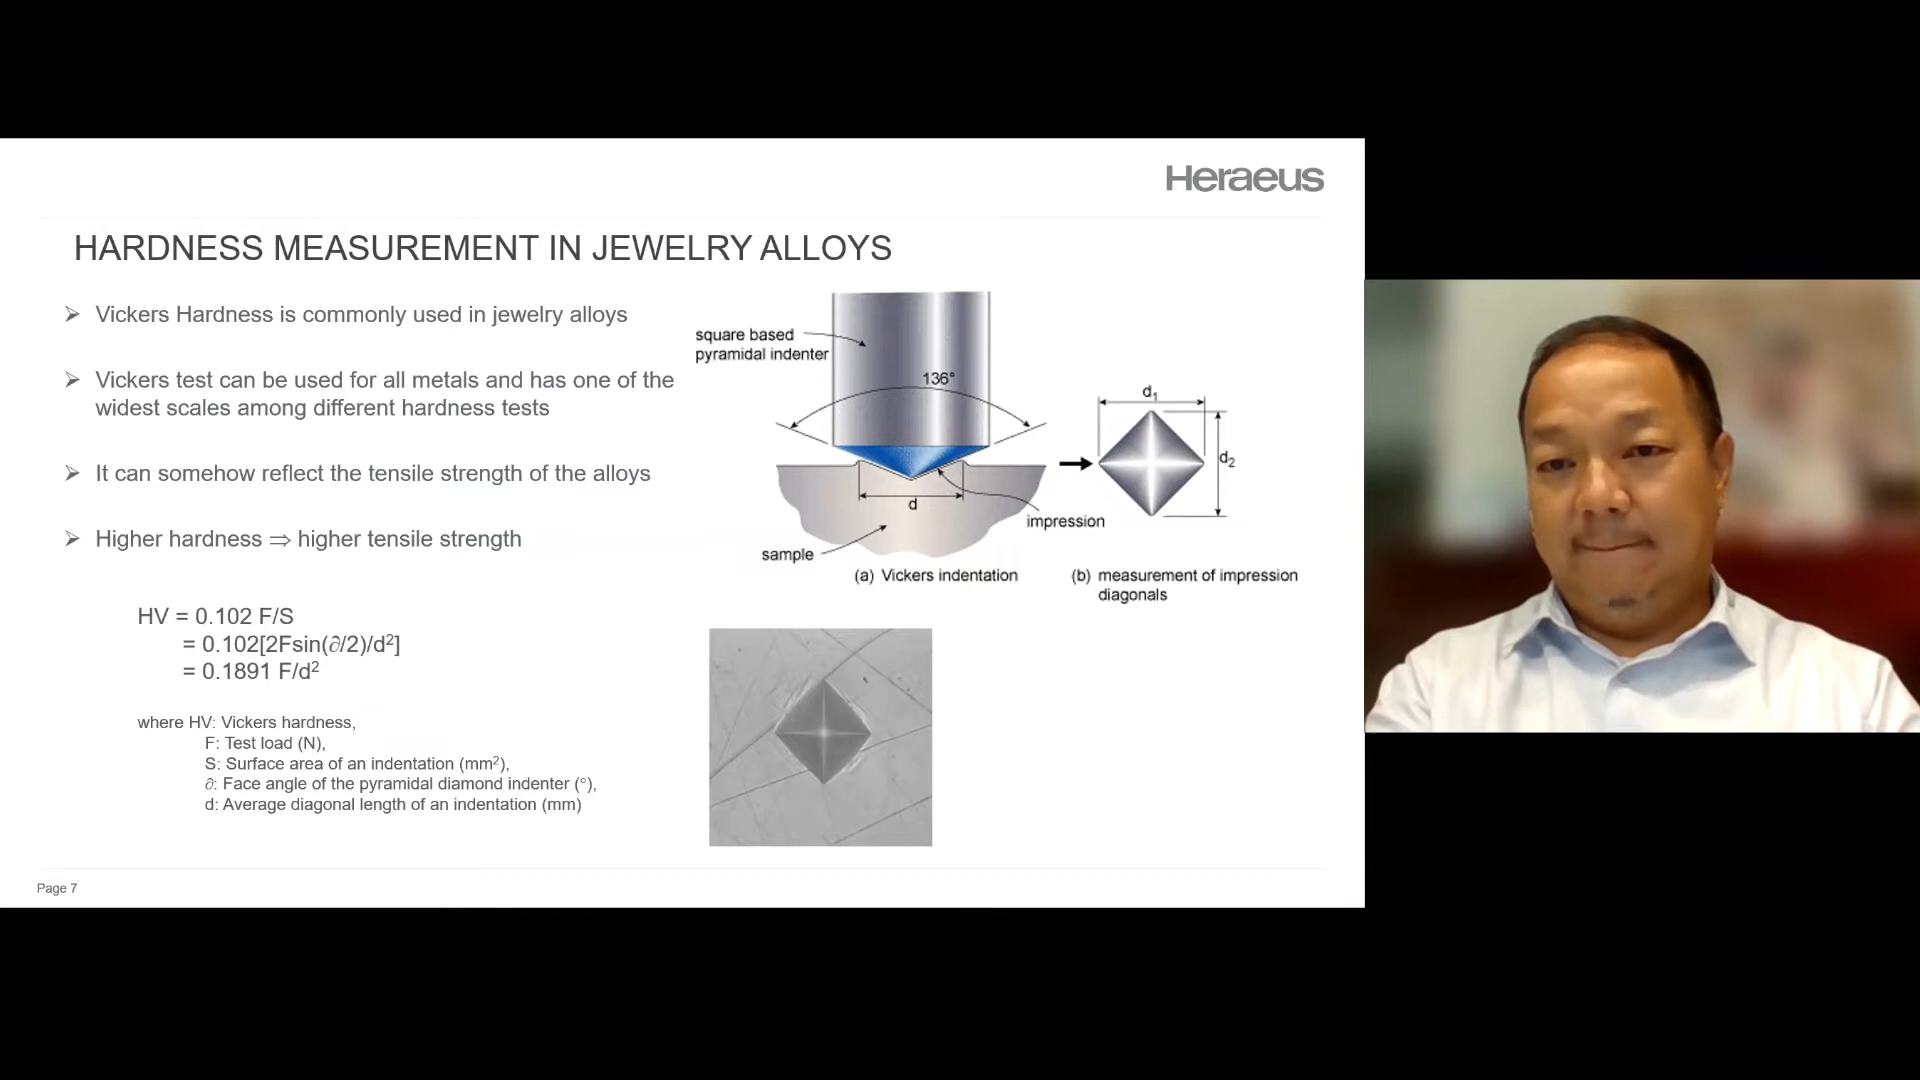 Heraeus
HARDNESS MEASUREMENT IN JEWELRY ALLOYS
➢ Vickers Hardness is commonly used in jewelry alloys
➢ Vickers test can be used for all metals and has one of the
widest scales among different hardness tests
➢ It can somehow reflect the tensile strength of the alloys
➢ Higher hardness ⇒ higher tensile strength
HV = 0.102 F/S
= 0.102[2Fsin(∂/2)/d²]
= 0.1891 F/d²
where HV: Vickers hardness,
F: Test load (N),
S: Surface area of an indentation (mm²),
∂: Face angle of the pyramidal diamond indenter (°),
d: Average diagonal length of an indentation (mm)
square based
pyramidal indenter
136°
d
impression
sample
(a) Vickers indentation
d₁
d₂
(b) measurement of impression
diagonals
Page 7